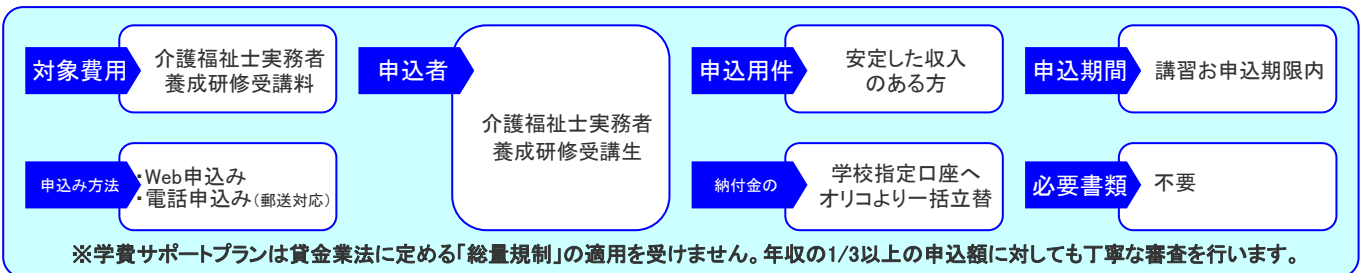 対象費用
介護福祉士実務者
養成研修受講料
申込者
介護福祉士実務者
養成研修受講生
申込用件
安定した収入
のある方
申込期間
講習お申込期限内
申込み方法
・Web申込み
・電話申込み(郵送対応)
納付金の
学校指定口座へ
オリコより一括立替
必要書類
不要
※学費サポートプランは貸金業法に定める「総量規制」の適用を受けません。年収の1/3以上の申込額に対しても丁寧な審査を行います。